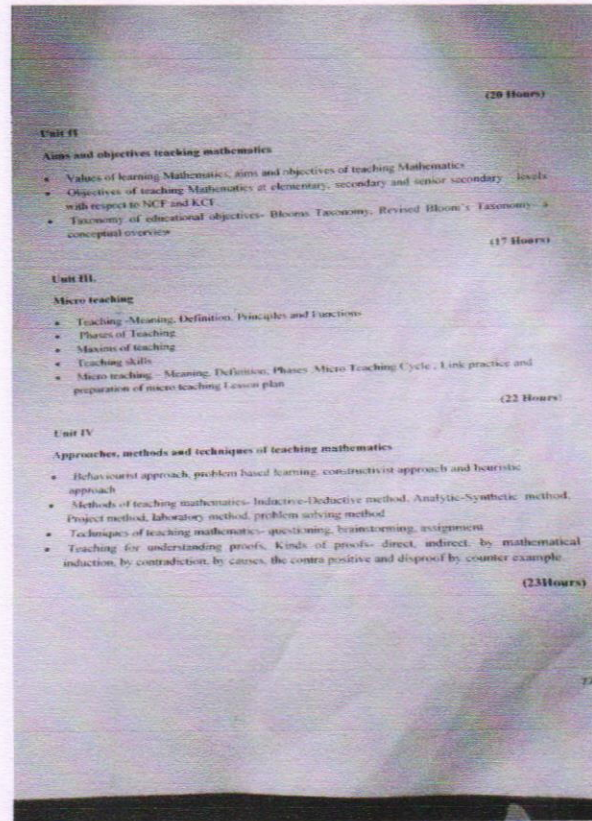 (20 Hours)
Unit II
Aims and objectives teaching mathematics
• Values of learning Mathematics, aims and objectives of teaching Mathematics
• Objectives of teaching Mathematics at elementary, secondary and senior secondary levels
with respect to NCF and KCF
• Taxonomy of educational objectives- Blooms Taxonomy, Revised Bloom's Taxonomy- a
conceptual overview
(17 Hours)
Unit III.
Micro teaching
• Teaching -Meaning, Definition, Principles and Functions
• Phases of Teaching
• Maxims of teaching
• Teaching skills
• Micro teaching - Meaning, Definition, Phases ,Micro Teaching Cycle , Link practice and
preparation of micro teaching Lesson plan
(22 Hours)
Unit IV
Approaches, methods and techniques of teaching mathematics
• Behaviourist approach, problem based learning, constructivist approach and heuristic
approach
• Methods of teaching mathematics- Inductive-Deductive method, Analytic-Synthetic method,
Project method, laboratory method, problem solving method
• Techniques of teaching mathematics- questioning, brainstorming, assignment
• Teaching for understanding proofs, Kinds of proofs- direct, indirect, by mathematical
induction, by contradiction, by causes, the contra positive and disproof by counter example.
(23Hours)